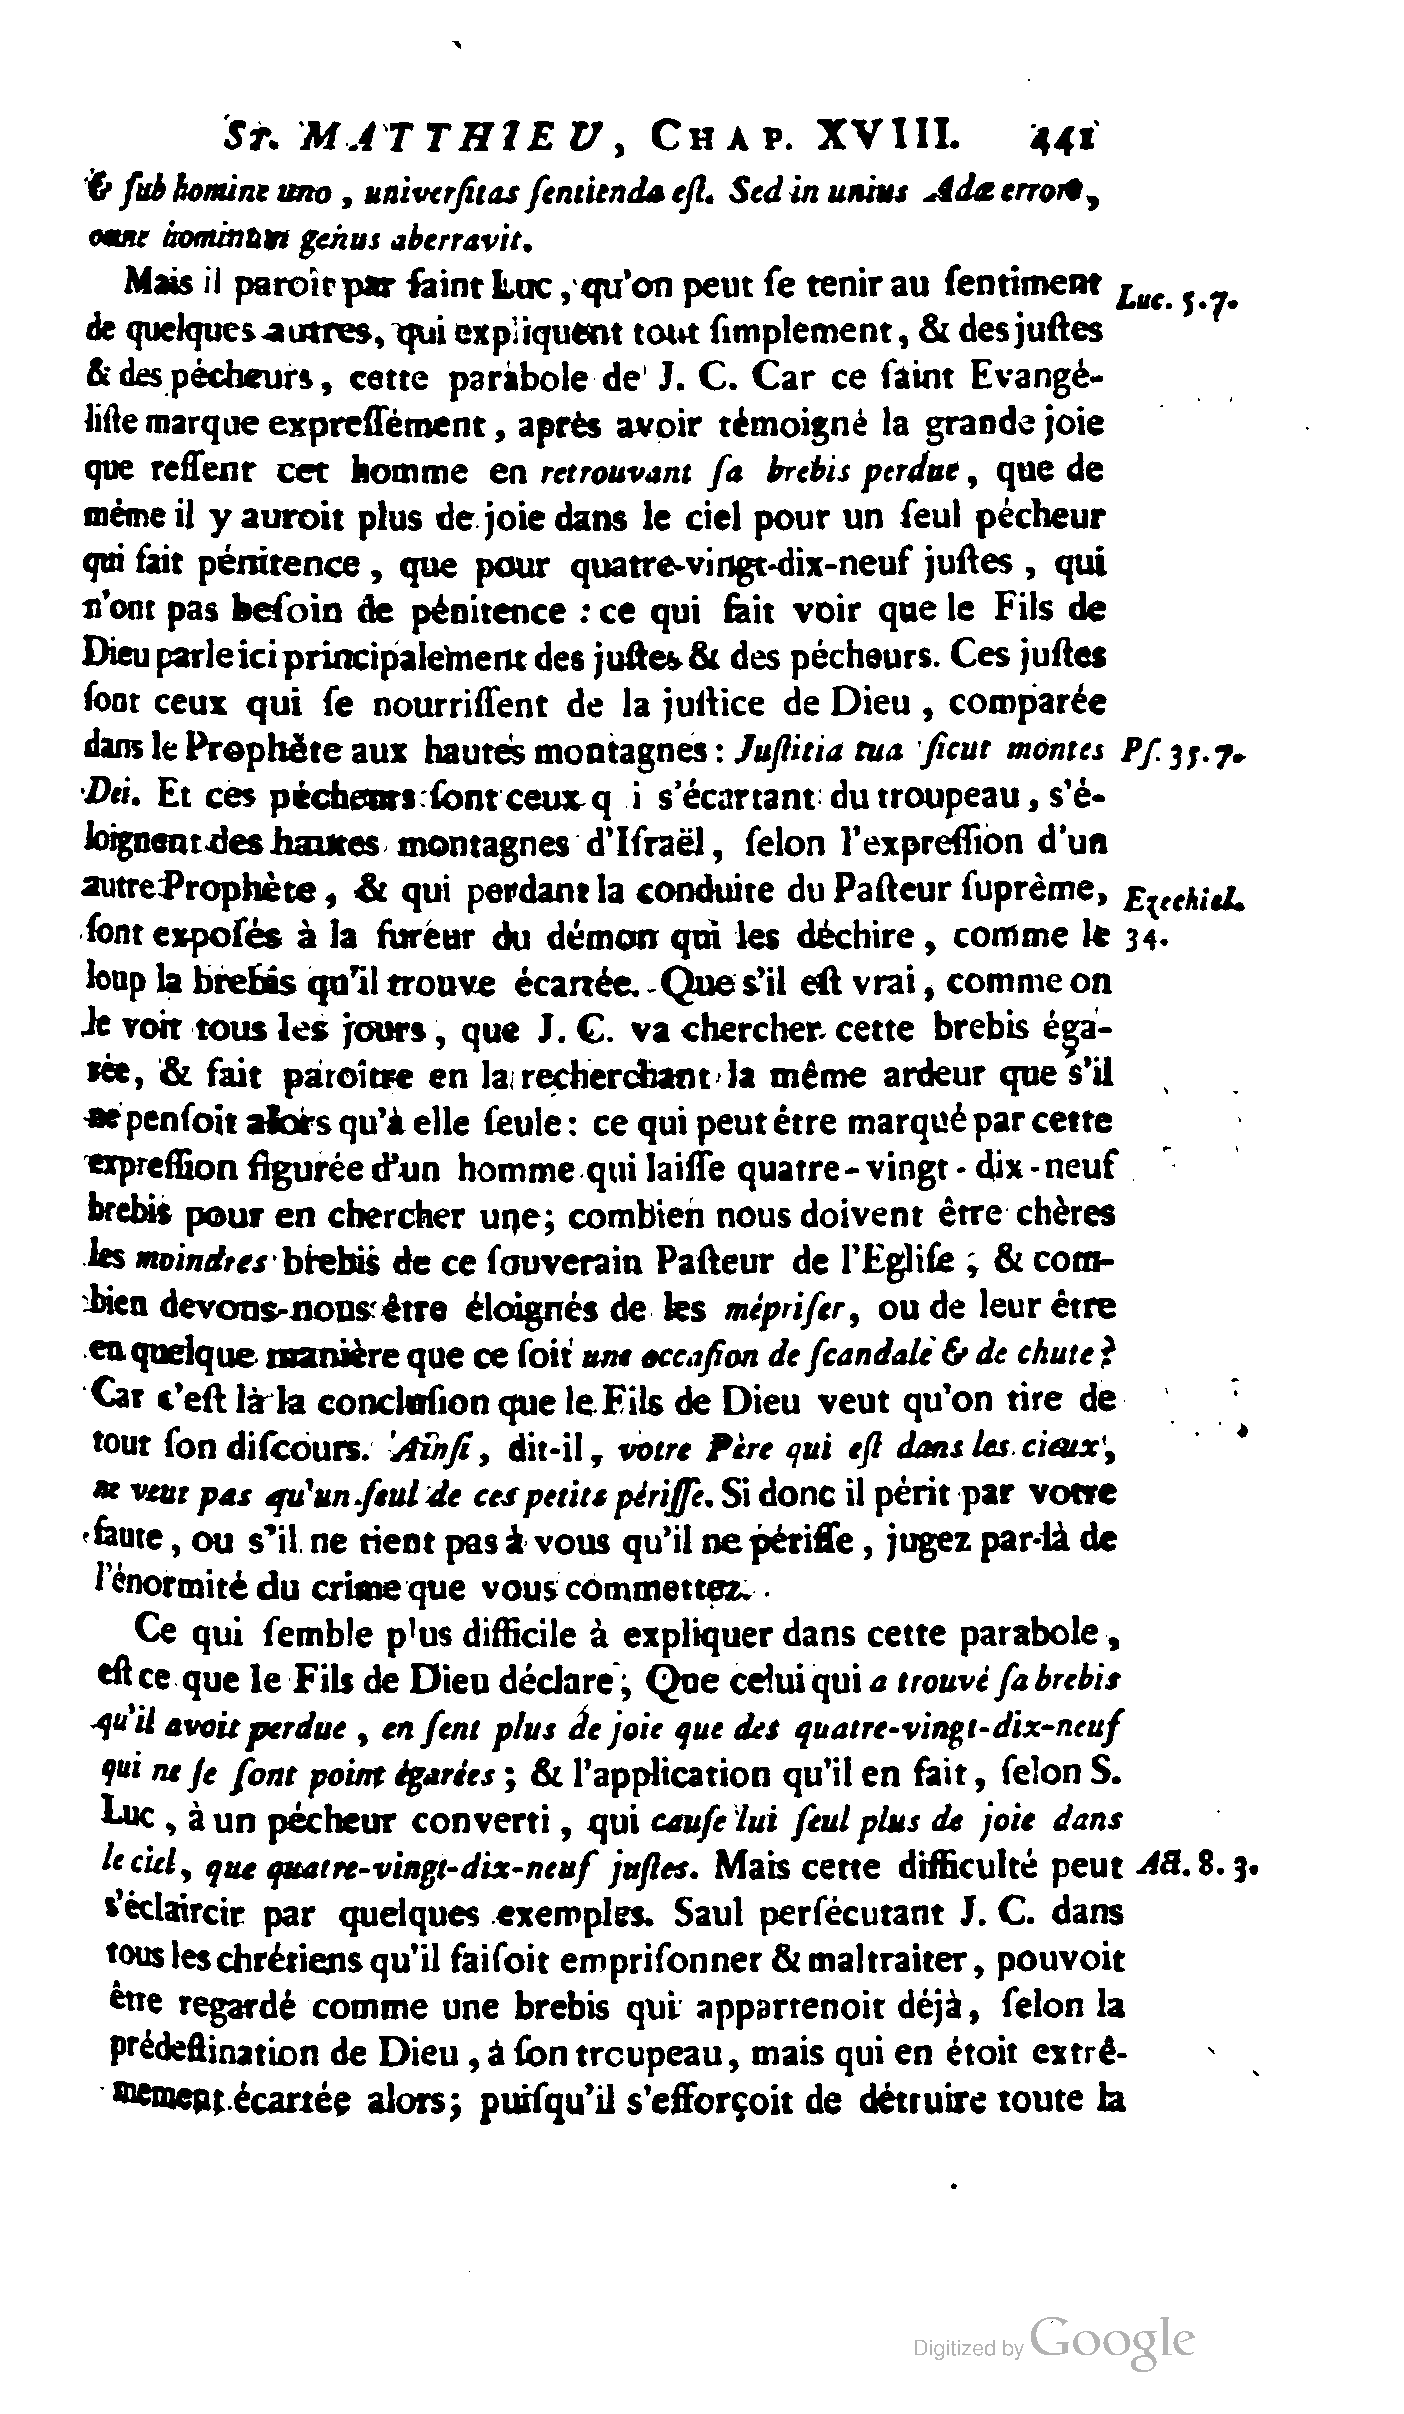 St. MATTHIEU, CHAP. XVIII. 441
& ſub homine uno, univerſitas ſentienda eſt. Sed in unius Adæ errore,
omne hominum genus aberravit.
Mais il paroît par ſaint Luc, qu'on peut ſe tenir au ſentiment
Luc. 5. 7.
de quelques autres, qui expliquent tout ſimplement, & des juſtes
& des pécheurs, cette parabole de J. C. Car ce ſaint Evangé-
liſte marque expreſſément, après avoir témoigné la grande joie
que reſſent cet homme en retrouvant ſa brebis perdue, que de
même il y auroit plus de joie dans le ciel pour un ſeul pécheur
qui fait pénitence, que pour quatre-vingt-dix-neuf juſtes, qui
n'ont pas beſoin de pénitence : ce qui fait voir que le Fils de
Dieu parle ici principalement des juſtes & des pécheurs. Ces juſtes
ſont ceux qui ſe nourriſſent de la juſtice de Dieu, comparée
dans le Prophête aux hautes montagnes : Juſtitia tua ſicut montes
Pſ. 35. 7.
Dei. Et ces pécheurs ſont ceux q i s'écartant du troupeau, s'é-
loignent des hautes montagnes d'Iſraël, ſelon l'expreſſion d'un
autre Prophète, & qui perdant la conduite du Paſteur ſuprème,
Ezechiel.
ſont expoſés à la fureur du démon qui les déchire, comme le
34.
loup la brebis qu'il trouve écartée. Que s'il eſt vrai, comme on
le voit tous les jours, que J. C. va chercher cette brebis éga-
rée, & fait paroître en la recherchant la même ardeur que s'il
ne penſoit alors qu'à elle ſeule : ce qui peut être marqué par cette
expreſſion figurée d'un homme qui laiſſe quatre-vingt-dix-neuf
brebis pour en chercher une; combien nous doivent être chères
les moindres brebis de ce ſouverain Paſteur de l'Egliſe ; & com-
bien devons-nous être éloignés de les mépriſer, ou de leur être
en quelque manière que ce ſoit une occaſion de ſcandale & de chute ?
Car c'eſt là la concluſion que le Fils de Dieu veut qu'on tire de
tout ſon diſcours. Ainſi, dit-il, votre Père qui eſt dans les cieux,
ne veut pas qu'un ſeul de ces petits périſſe. Si donc il périt par votre
faute, ou s'il ne tient pas à vous qu'il ne périſſe, jugez par-là de
l'énormité du crime que vous commettez.
Ce qui ſemble plus difficile à expliquer dans cette parabole,
eſt ce que le Fils de Dieu déclare ; Que celui qui a trouvé ſa brebis
qu'il avoit perdue, en ſent plus de joie que des quatre-vingt-dix-neuf
qui ne ſe ſont point égarées ; & l'application qu'il en fait, ſelon S.
Luc, à un pécheur converti, qui cauſe lui ſeul plus de joie dans
le ciel, que quatre-vingt-dix-neuf juſtes. Mais cette difficulté peut
Act. 8. 3.
s'éclaircir par quelques exemples. Saul perſécutant J. C. dans
tous les chrétiens qu'il faiſoit empriſonner & maltraiter, pouvoit
être regardé comme une brebis qui appartenoit déjà, ſelon la
prédeſtination de Dieu, à ſon troupeau, mais qui en étoit extrê-
mement écartée alors; puiſqu'il s'efforçoit de détruire toute la
Digitized by Google